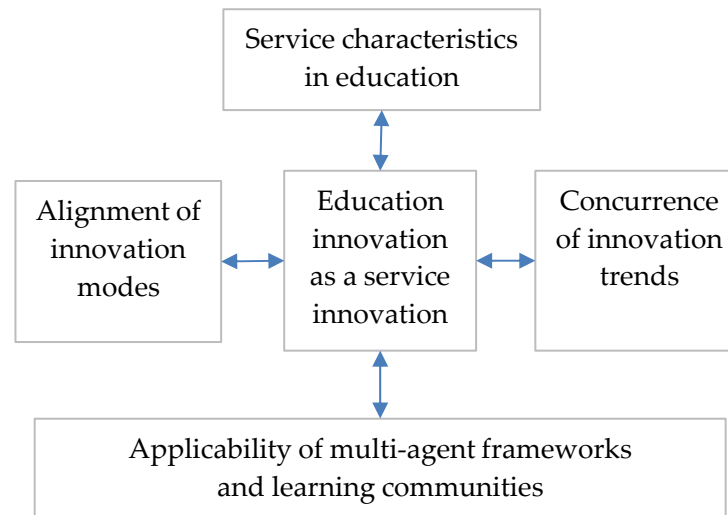 Service characteristics
in education
Alignment of
innovation
modes
Education
innovation
as a service
innovation
Concurrence
of innovation
trends
Applicability of multi-agent frameworks
and learning communities